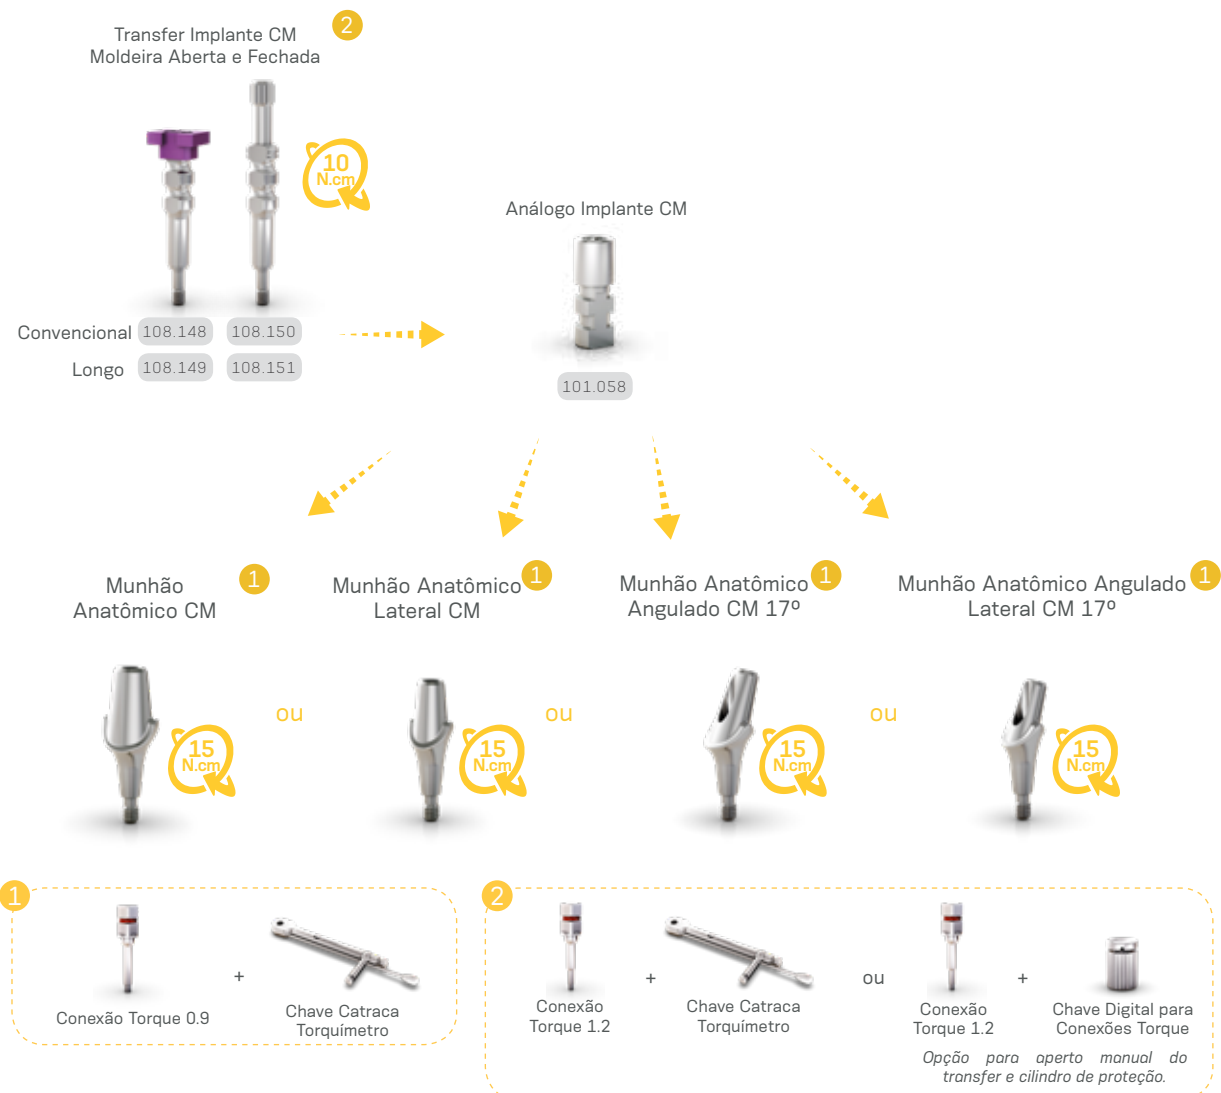 Transfer Implante CM
Moldeira Aberta e Fechada
2
10
N.cm
Análogo Implante CM
Convencional 108.148 108.150
Longo 108.149 108.151
101.058
Munhão
Anatômico CM
1
Munhão Anatômico
Lateral CM
1
Munhão Anatômico
Angulado CM 17º
1
Munhão Anatômico Angulado
Lateral CM 17º
1
15
N.cm
ou
15
N.cm
ou
15
N.cm
ou
15
N.cm
1
Conexão Torque 0.9
+
Chave Catraca
Torquímetro
2
Conexão
Torque 1.2
+
Chave Catraca
Torquímetro
ou
Conexão
Torque 1.2
+
Chave Digital para
Conexões Torque
Opção para aperto manual do
transfer e cilindro de proteção.